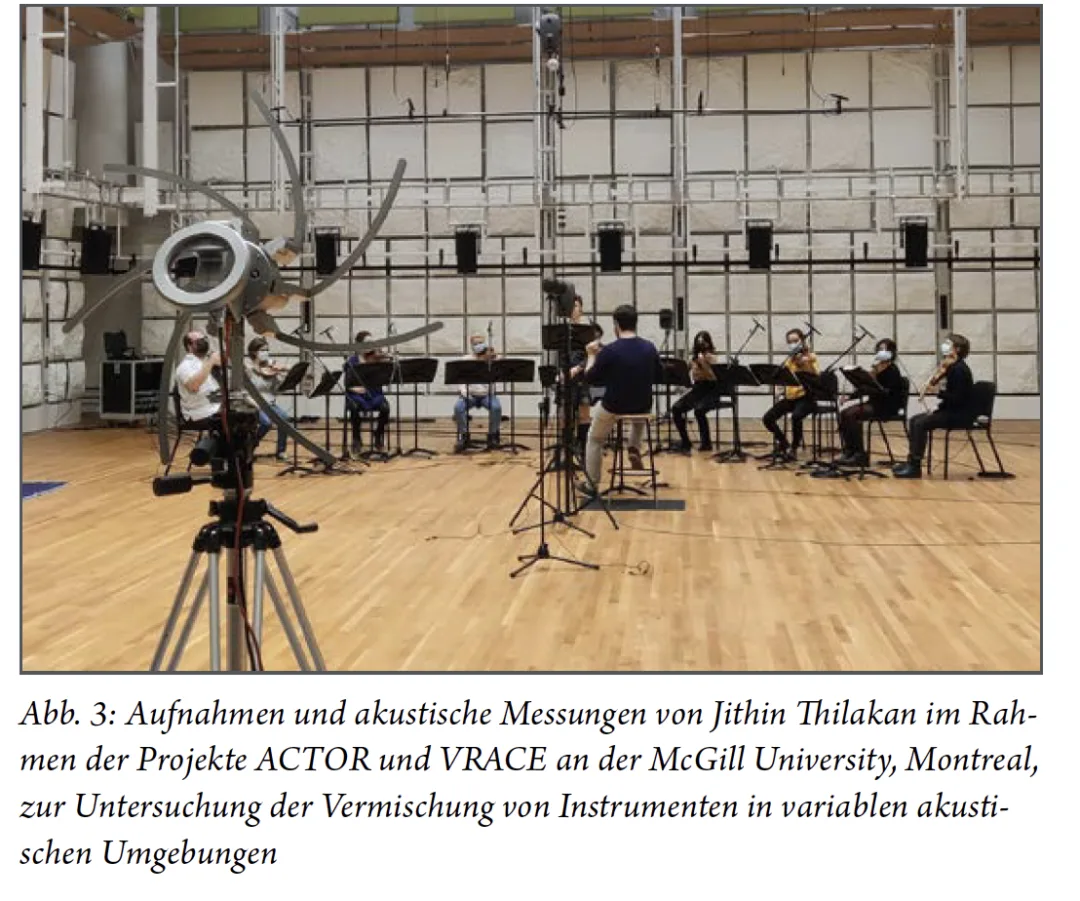 Abb. 3: Aufnahmen und akustische Messungen von Jithin Thilakan im Rah-
men der Projekte ACTOR und VRACE an der McGill University, Montreal,
zur Untersuchung der Vermischung von Instrumenten in variablen akusti-
schen Umgebungen